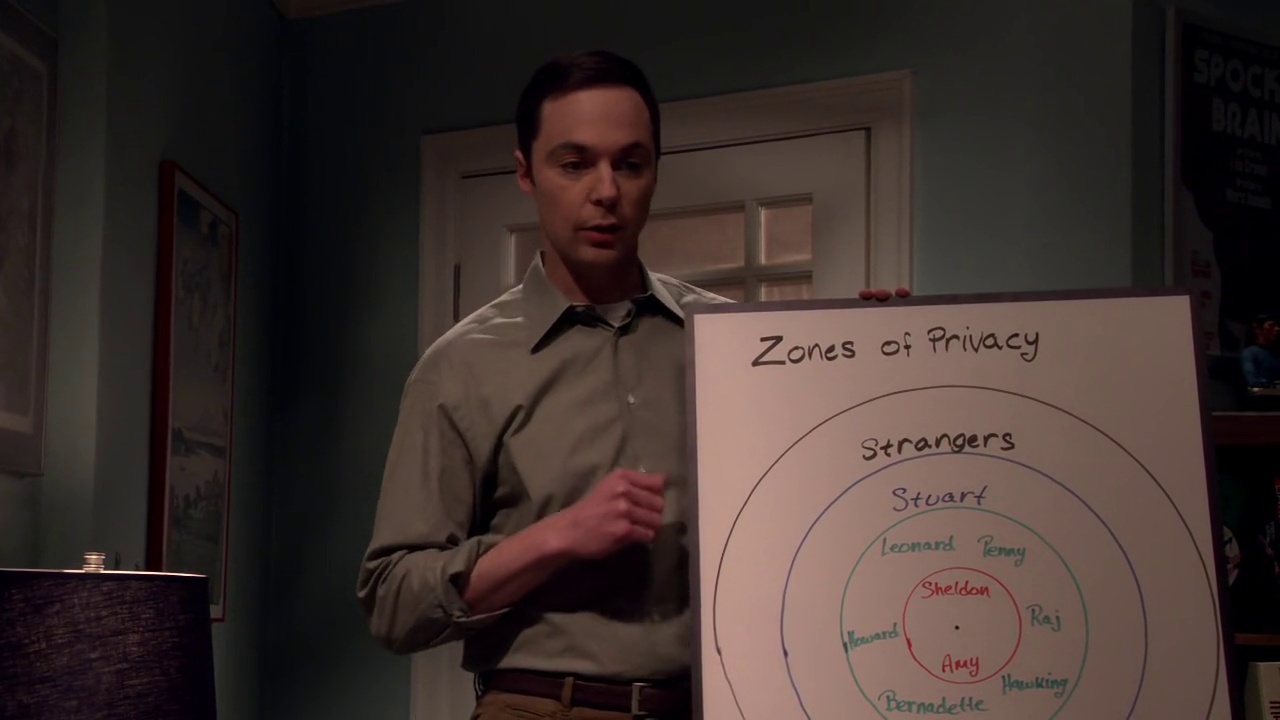 SPOCK
BRAIN
Zones of Privacy
Strangers
Stuart
Leonard Penny
Sheldon
Raj
Howard
Amy
Hawking
Bernadette